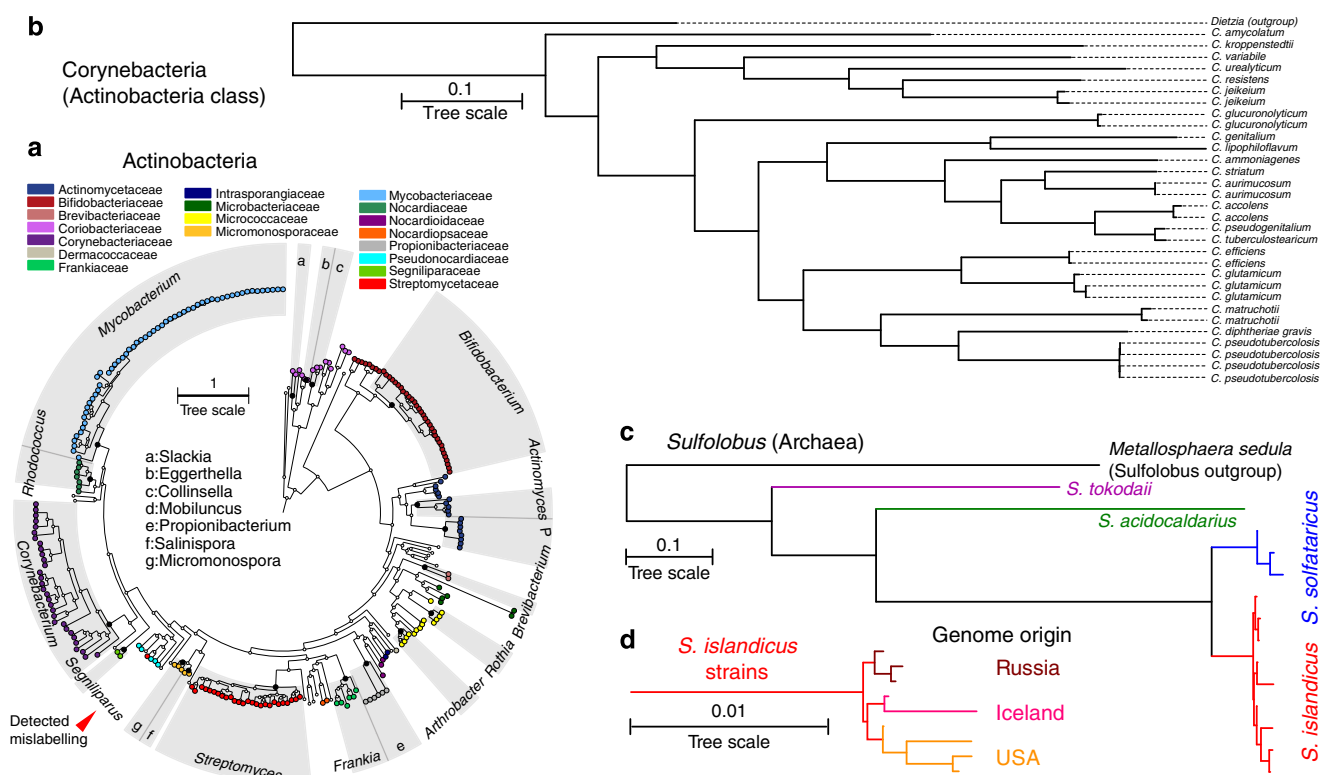 b
Corynebacteria
(Actinobacteria class)
0.1
Tree scale
Dietzia (outgroup)
C. amycolatum
C. kroppenstedtii
C. variabile
C. urealyticum
C. resistens
C. jeikeium
C. jeikeium
C. glucuronolyticum
C. glucuronolyticum
C. genitalium
C. lipophiloflavum
C. ammoniagenes
C. striatum
C. aurimucosum
C. aurimucosum
C. accolens
C. accolens
C. pseudogenitalium
C. tuberculostearicum
C. efficiens
C. efficiens
C. glutamicum
C. glutamicum
C. glutamicum
C. matruchotii
C. matruchotii
C. diphtheriae gravis
C. pseudotubercolosis
C. pseudotubercolosis
C. pseudotubercolosis
C. pseudotubercolosis
a
Actinobacteria
Actinomycetaceae
Bifidobacteriaceae
Brevibacteriaceae
Coriobacteriaceae
Corynebacteriaceae
Dermacoccaceae
Frankiaceae
Intrasporangiaceae
Microbacteriaceae
Micrococcaceae
Micromonosporaceae
Mycobacteriaceae
Nocardiaceae
Nocardioidaceae
Nocardiopsaceae
Propionibacteriaceae
Pseudonocardiaceae
Segniliparaceae
Streptomycetaceae
a
b
c
Mycobacterium
Bifidobacterium
1
Tree scale
Rhodococcus
Actinomyces
P
a:Slackia
b:Eggerthella
c:Collinsella
d:Mobiluncus
e:Propionibacterium
f:Salinispora
g:Micromonospora
Corynebacterium
Brevibacterium
Rothia
Arthrobacter
Segniliparus
Detected
mislabelling
g
f
Streptomyces
Frankia
e
c
Sulfolobus (Archaea)
Metallosphaera sedula
(Sulfolobus outgroup)
S. tokodaii
S. acidocaldarius
0.1
Tree scale
S. solfataricus
S. islandicus
d
S. islandicus
strains
Genome origin
Russia
Iceland
USA
0.01
Tree scale